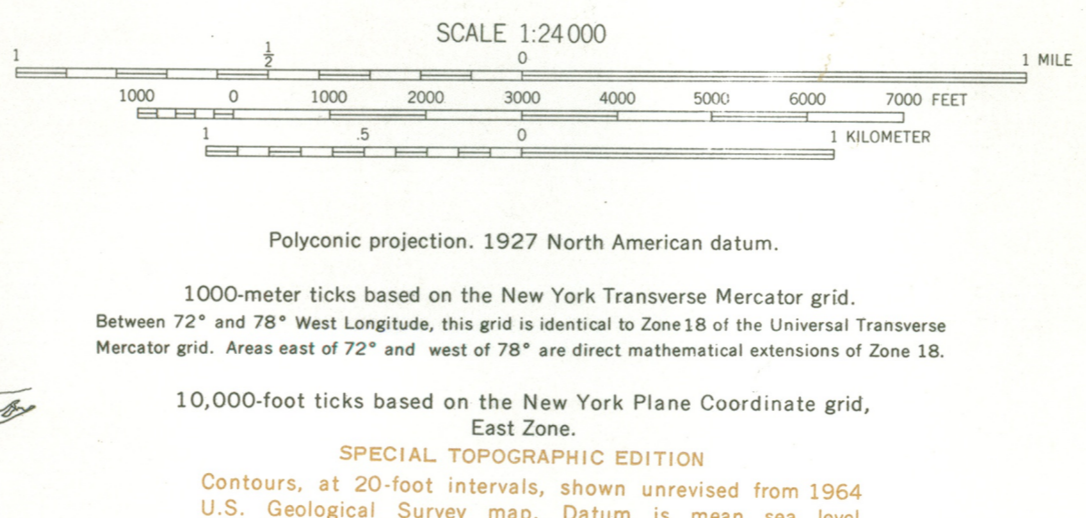 SCALE 1:24 000
1 1/2 0 1 MILE
1000 0 1000 2000 3000 4000 5000 6000 7000 FEET
1 .5 0 1 KILOMETER
Polyconic projection. 1927 North American datum.
1000-meter ticks based on the New York Transverse Mercator grid.
Between 72° and 78° West Longitude, this grid is identical to Zone 18 of the Universal Transverse
Mercator grid. Areas east of 72° and west of 78° are direct mathematical extensions of Zone 18.
10,000-foot ticks based on the New York Plane Coordinate grid,
East Zone.
SPECIAL TOPOGRAPHIC EDITION
Contours, at 20-foot intervals, shown unrevised from 1964
U.S. Geological Survey map. Datum is mean sea level.